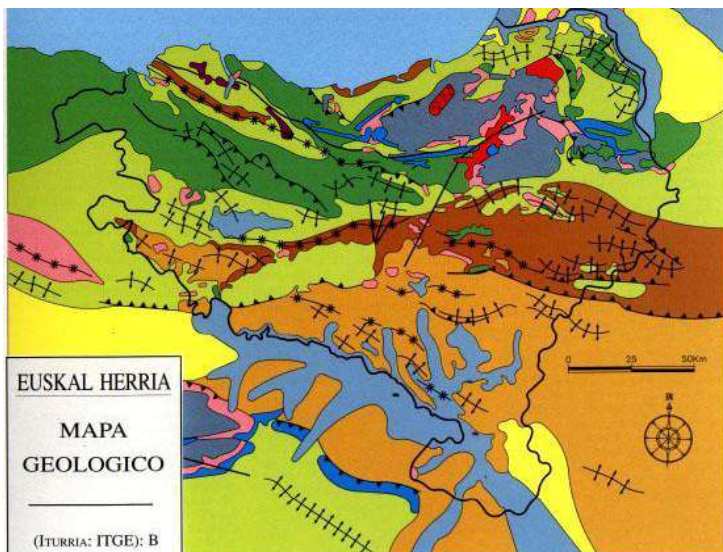 EUSKAL HERRIA
MAPA
GEOLOGICO
(ITURRIA: ITGE): B
0 25 50Km
N